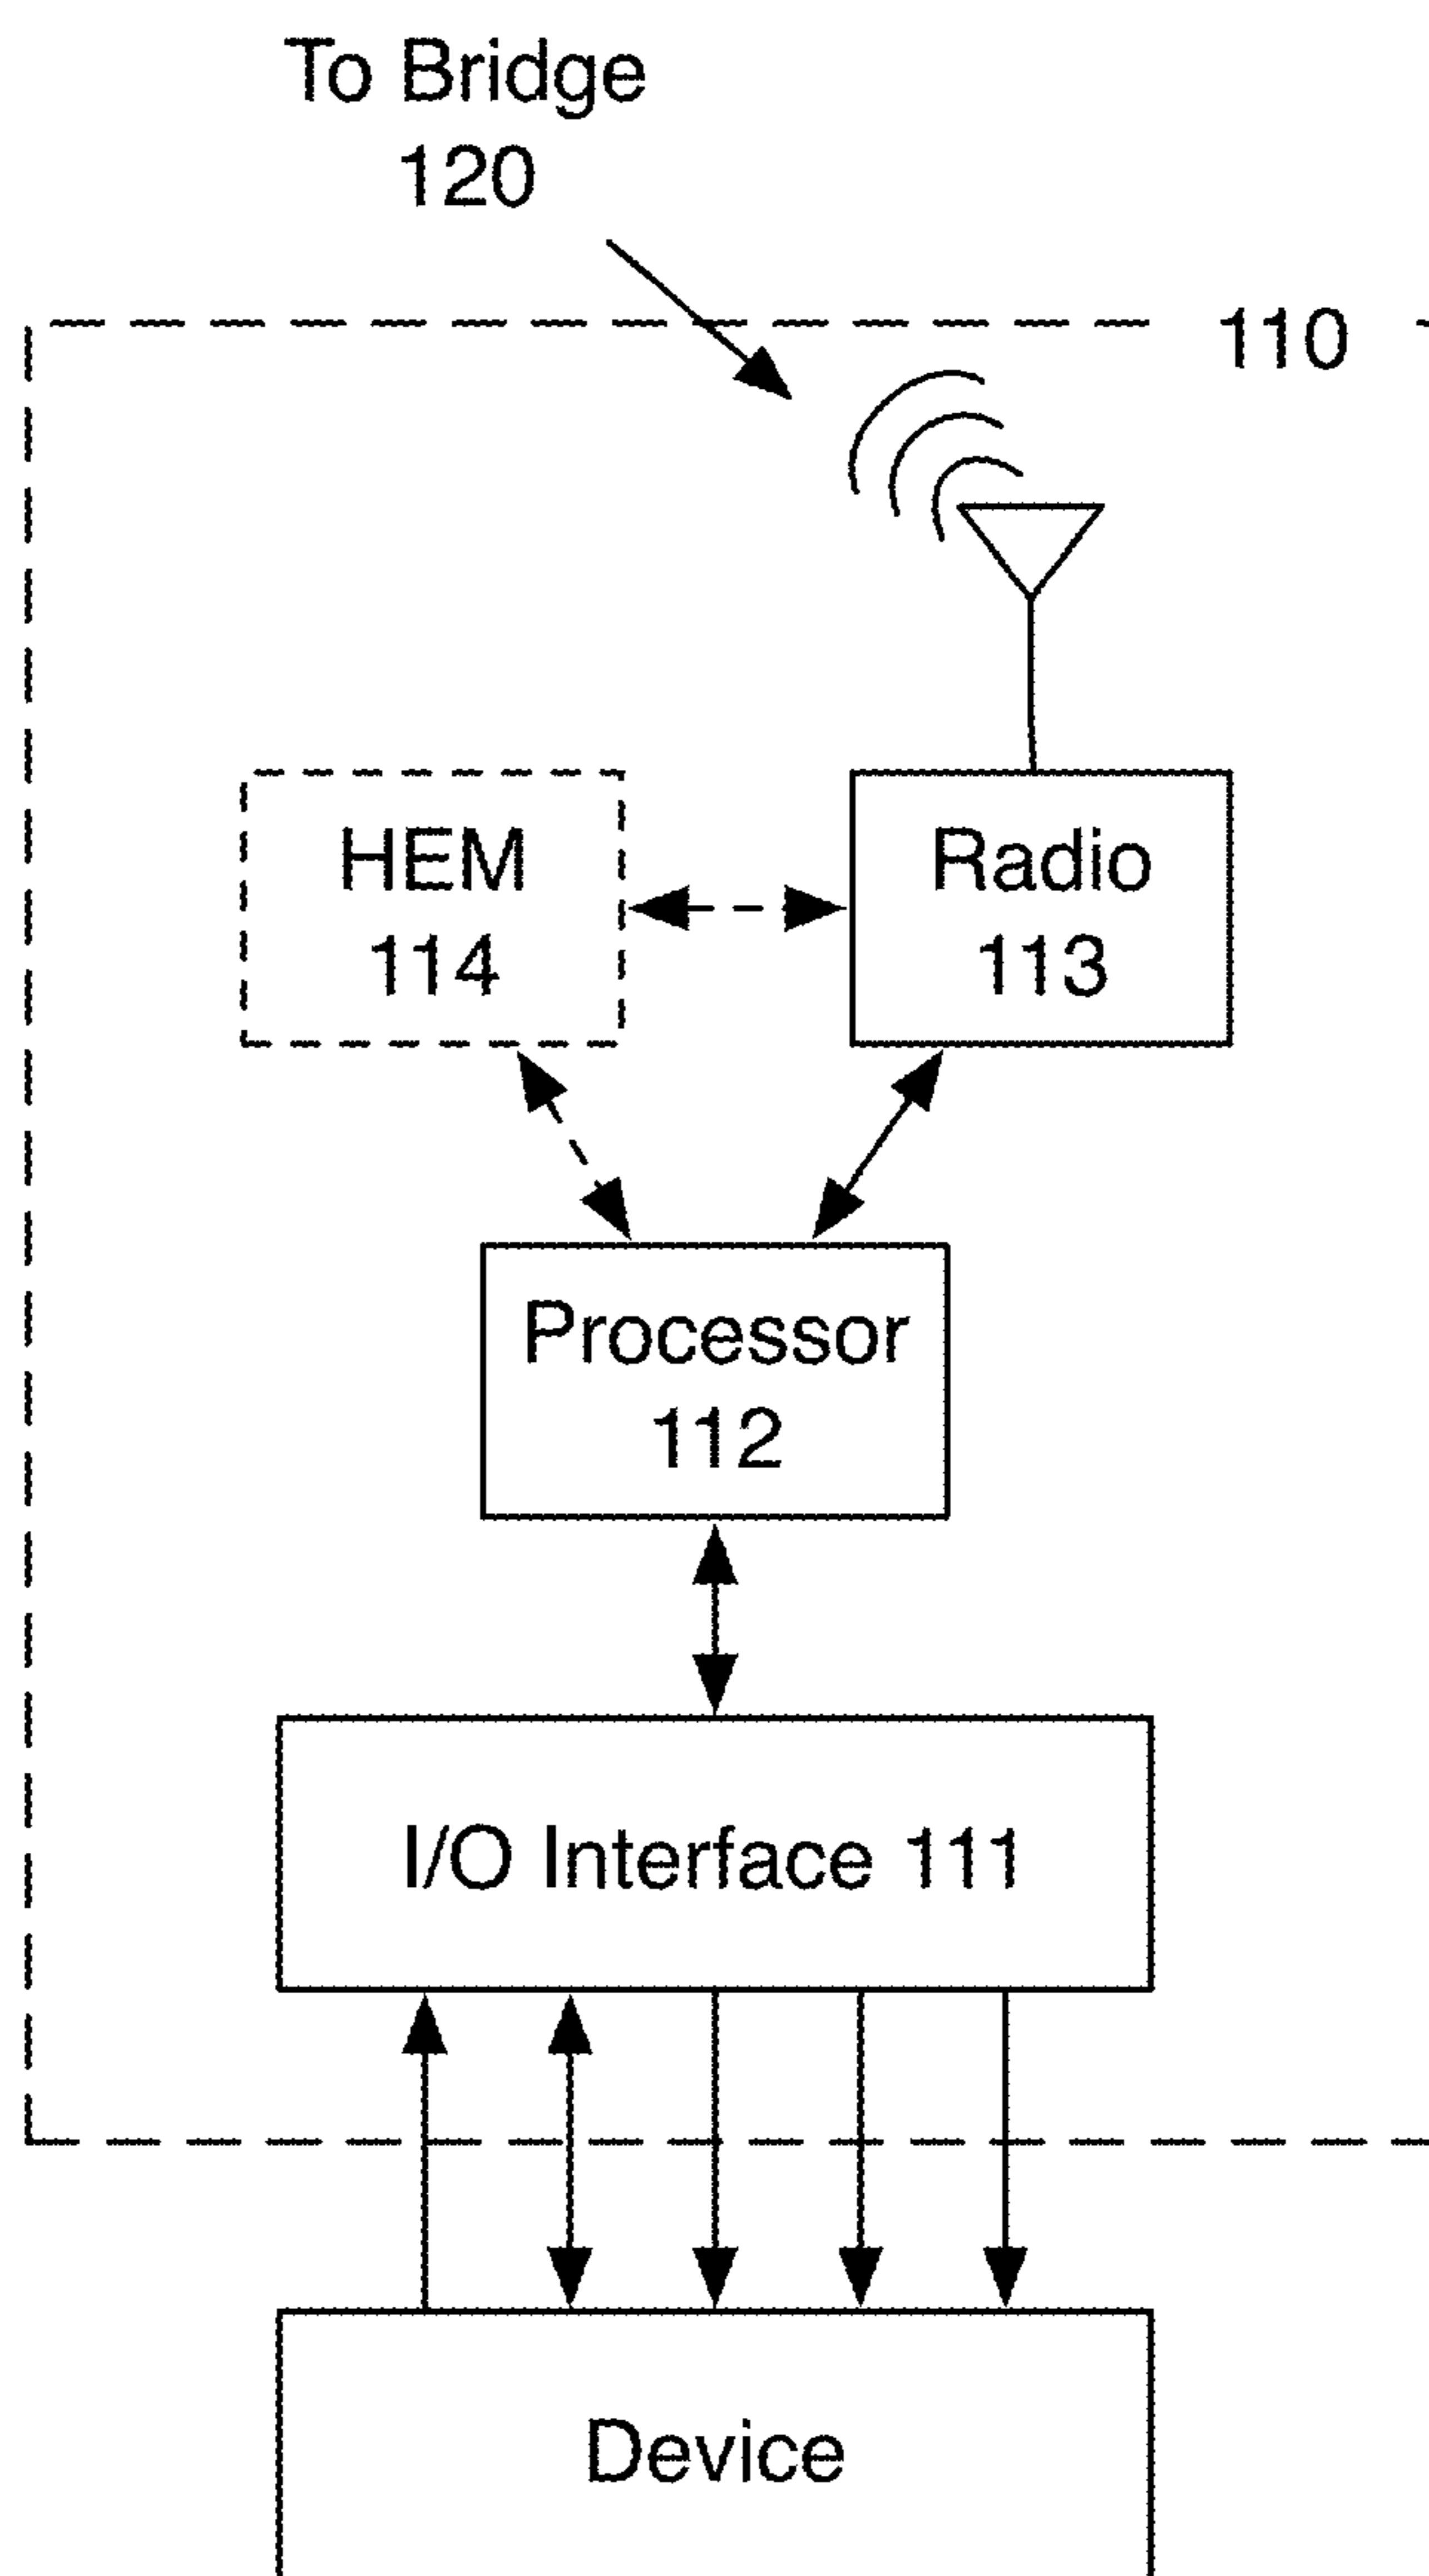 To Bridge
120
110
HEM
114
Radio
113
Processor
112
I/O Interface 111
Device